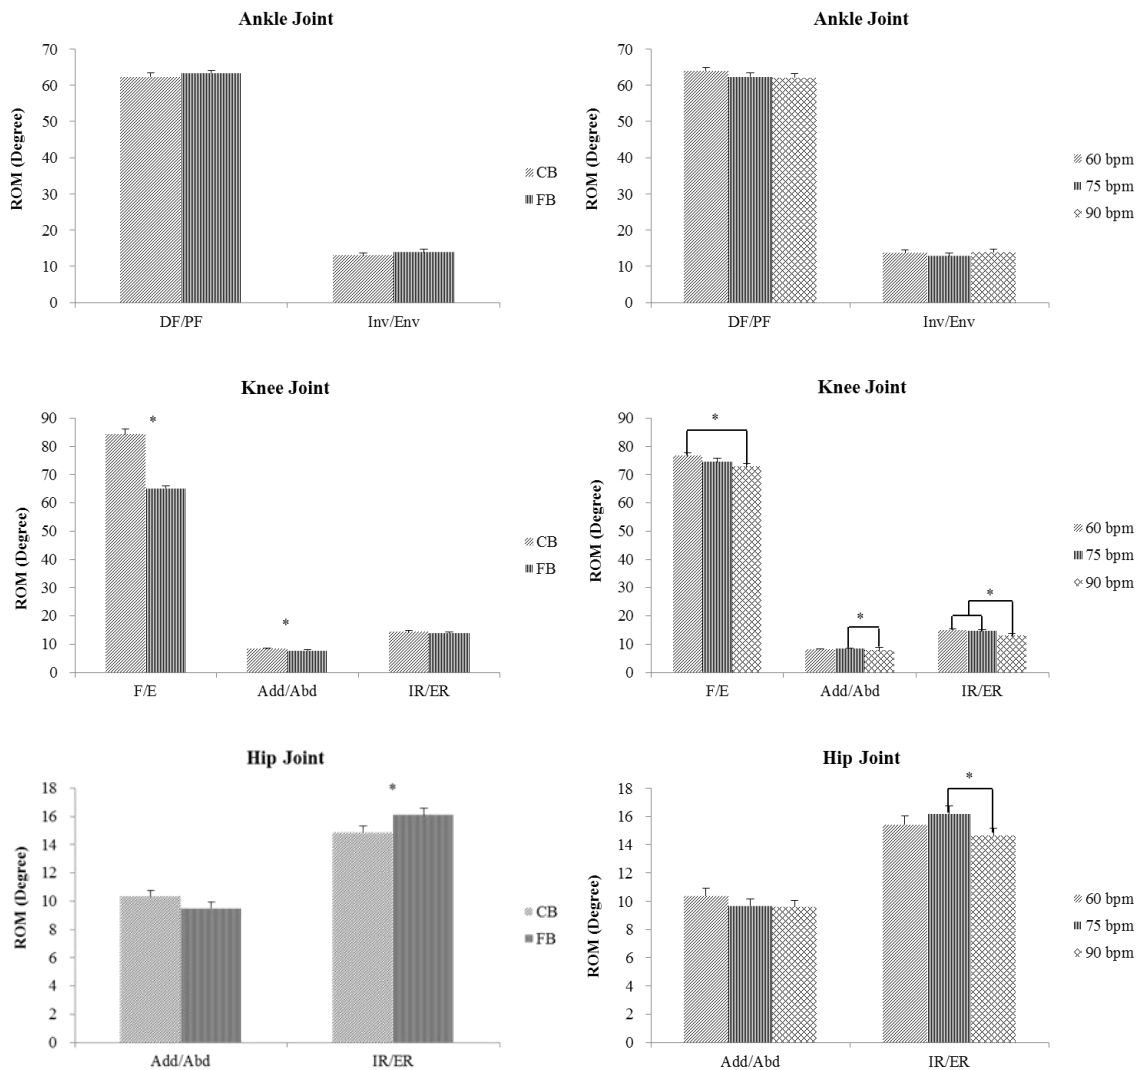 Ankle Joint
70
60
50
40
30
20
10
0
ROM (Degree)
DF/PF
Inv/Env
CB
FB
Ankle Joint
70
60
50
40
30
20
10
0
ROM (Degree)
DF/PF
Inv/Env
60 bpm
75 bpm
90 bpm
Knee Joint
90
80
70
60
50
40
30
20
10
0
ROM (Degree)
*
*
F/E
Add/Abd
IR/ER
CB
FB
Knee Joint
90
80
70
60
50
40
30
20
10
0
ROM (Degree)
*
*
*
F/E
Add/Abd
IR/ER
60 bpm
75 bpm
90 bpm
Hip Joint
18
16
14
12
10
8
6
4
2
0
ROM (Degree)
*
Add/Abd
IR/ER
CB
FB
Hip Joint
18
16
14
12
10
8
6
4
2
0
ROM (Degree)
*
Add/Abd
IR/ER
60 bpm
75 bpm
90 bpm